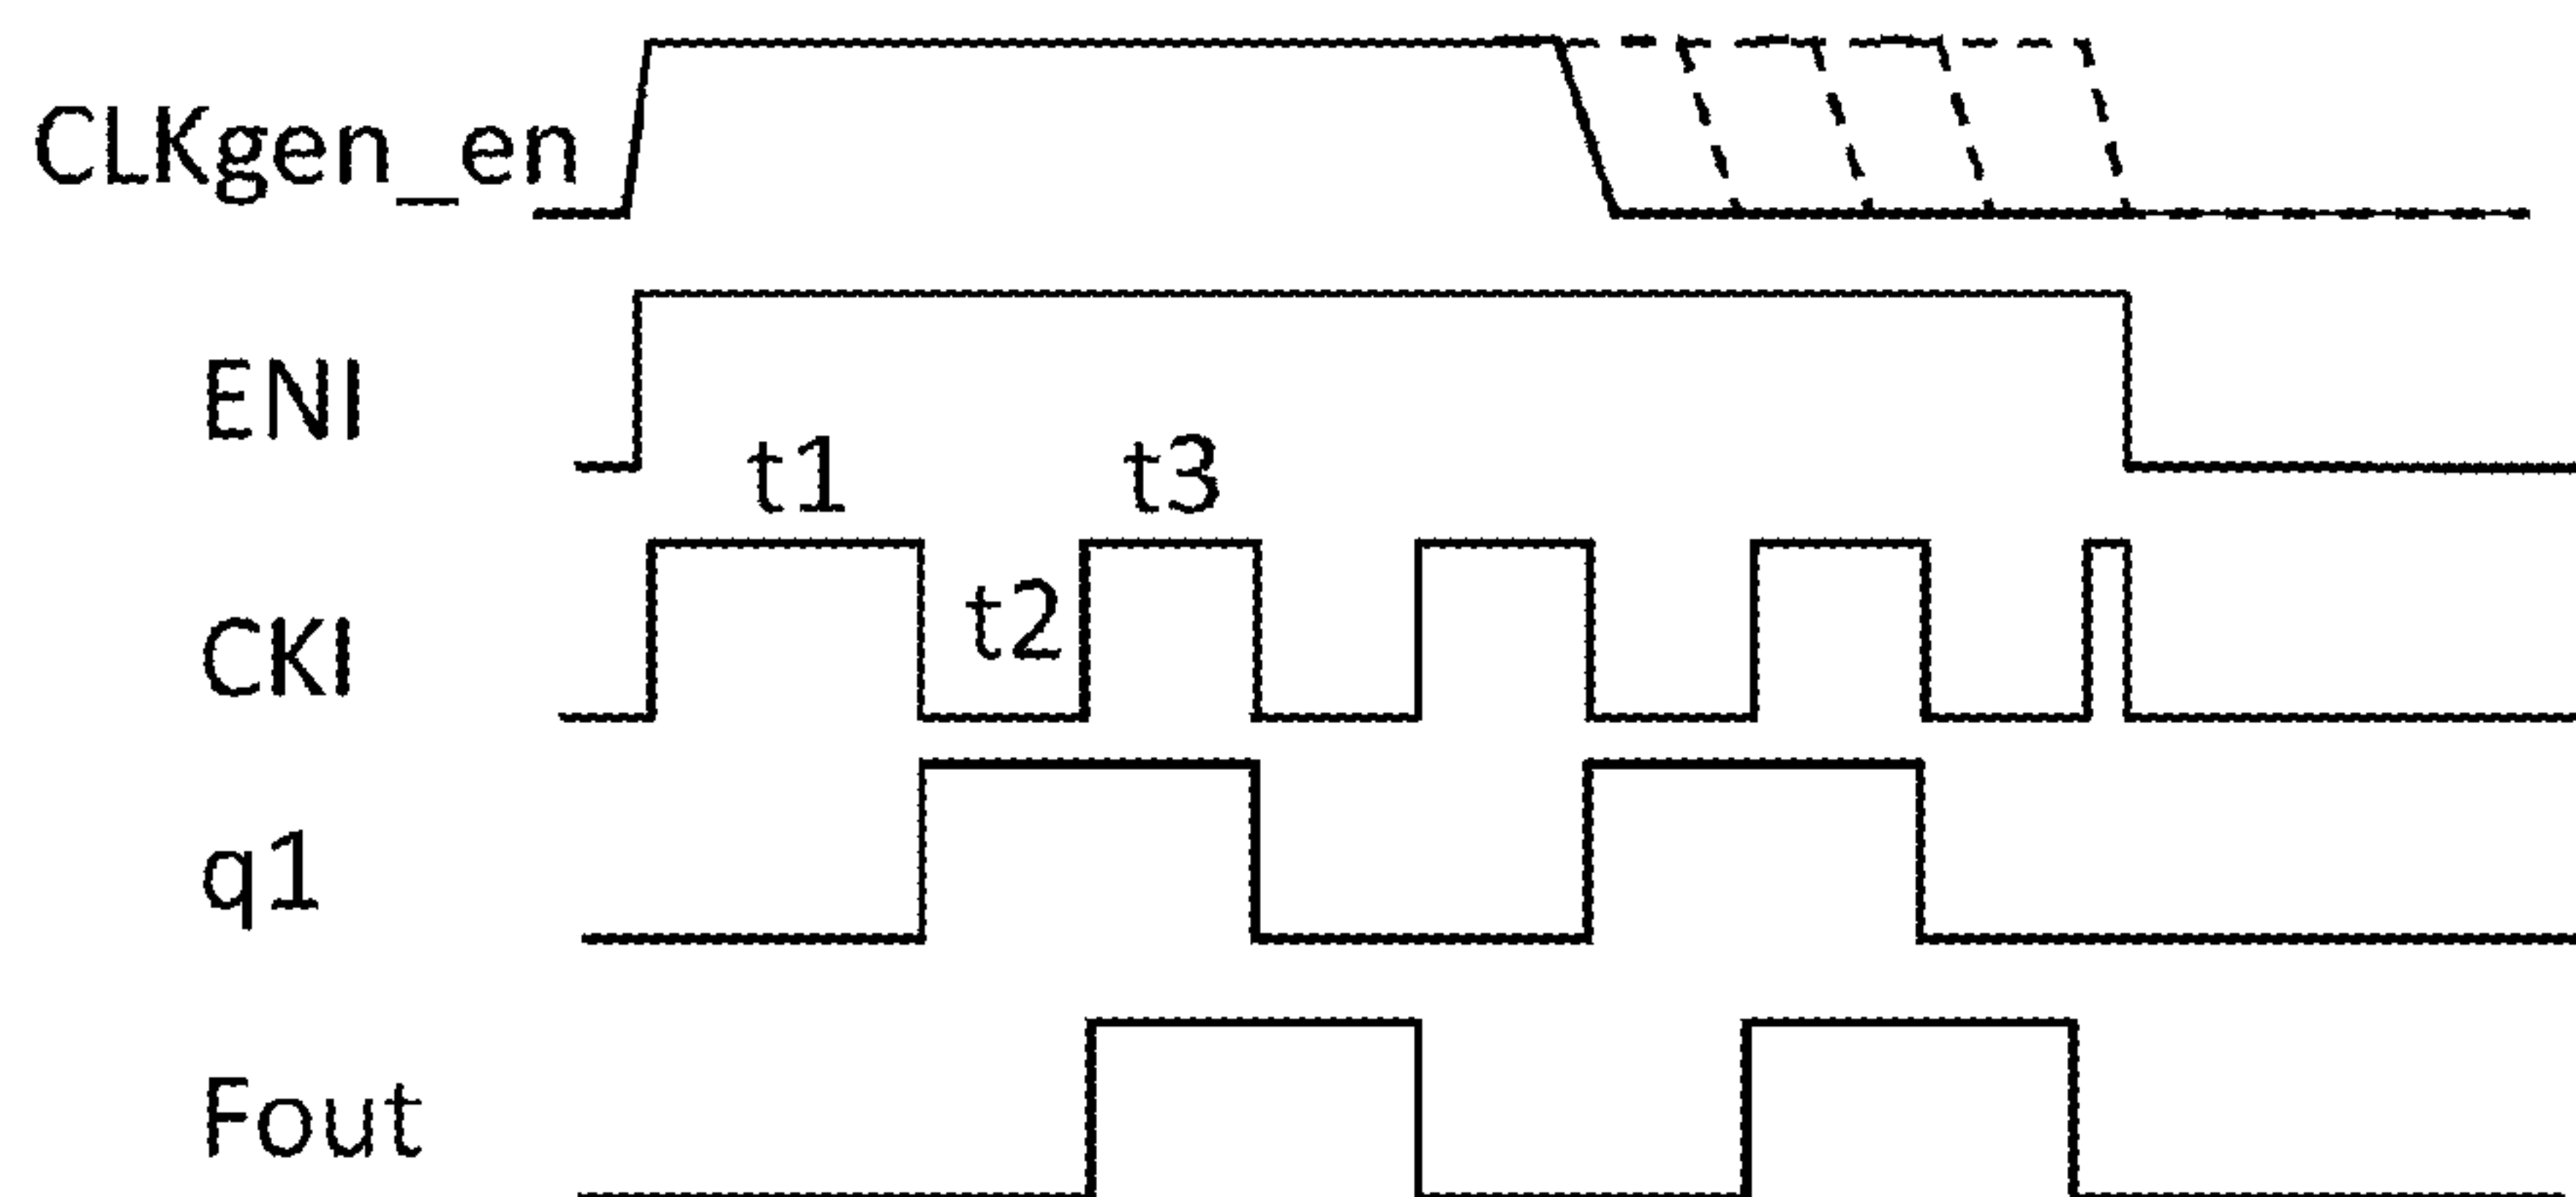 CLKgen_en
ENI
t1
t3
t2
CKI
q1
Fout